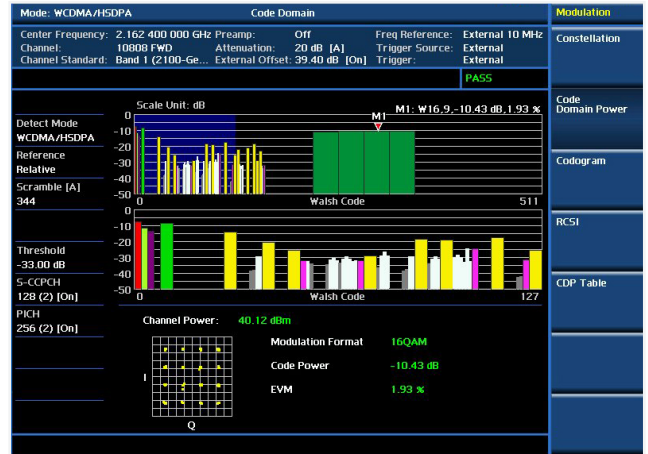 Mode: WCDMA/HSDPA Code Domain Modulation
Center Frequency: 2.162 400 000 GHz Preamp: Off Freq Reference: External 10 MHz
Channel: 10808 FWD Attenuation: 20 dB [A] Trigger Source: External
Channel Standard: Band 1 (2100-Ge... External Offset: 39.40 dB [On] Trigger: External
Constellation
PASS
Scale Unit: dB
M1: W16,9,-10.43 dB,1.93 %
M1
Code
Domain Power
Detect Mode
WCDMA/HSDPA
Reference
Relative
Scramble [A]
344
-10
-20
-30
-40
-50
0 Walsh Code 511
Codogram
0
-10
-20
-30
-40
-50
0 Walsh Code 127
RCSI
Threshold
-33.00 dB
S-CCPCH
128 (2) [On]
PICH
256 (2) [On]
CDP Table
Channel Power: 40.12 dBm
Modulation Format 16QAM
Code Power -10.43 dB
EVM 1.93 %
I
Q